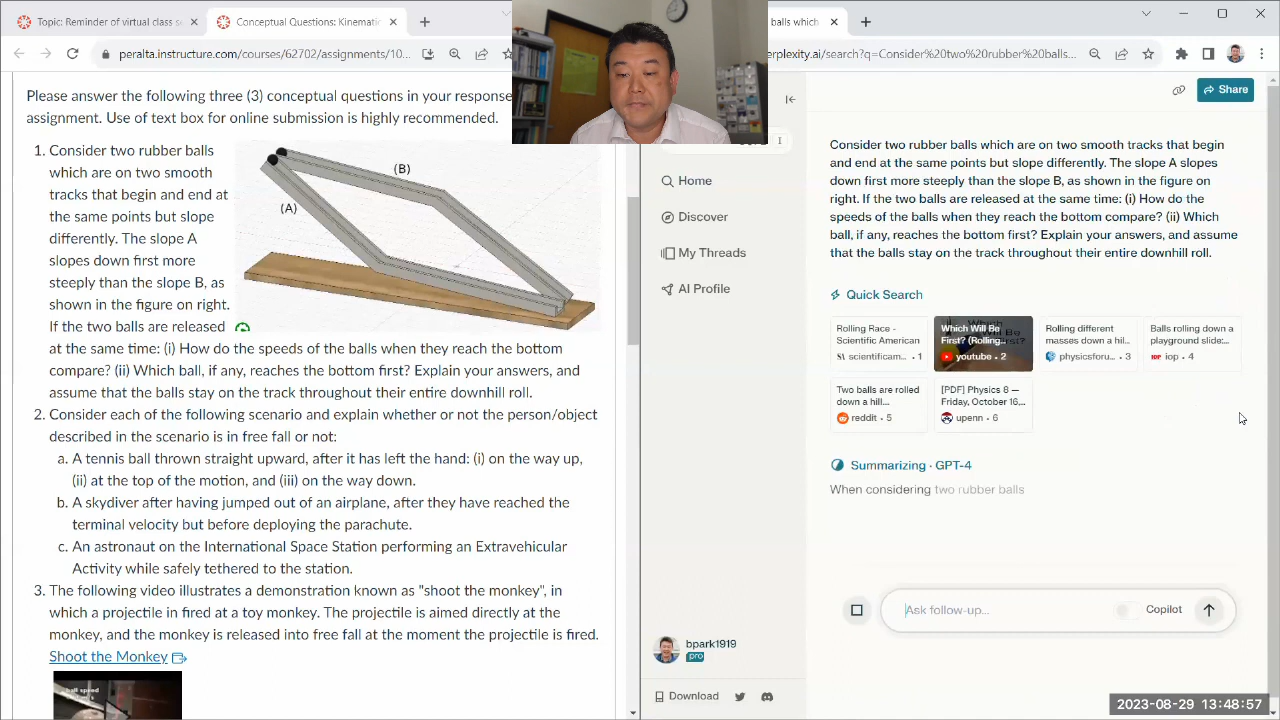 Topic: Reminder of virtual class s
Conceptual Questions: Kinemati
balls which
peralta.instructure.com/courses/62702/assignments/10...
erplexity.ai/search?q=Consider%20two%20rubber%20balls...
Please answer the following three (3) conceptual questions in your response
assignment. Use of text box for online submission is highly recommended.
1. Consider two rubber balls
which are on two smooth
tracks that begin and end at
the same points but slope
differently. The slope A
slopes down first more
steeply than the slope B, as
shown in the figure on right.
If the two balls are released
at the same time: (i) How do the speeds of the balls when they reach the bottom
compare? (ii) Which ball, if any, reaches the bottom first? Explain your answers, and
assume that the balls stay on the track throughout their entire downhill roll.
(B)
(A)
2. Consider each of the following scenario and explain whether or not the person/object
described in the scenario is in free fall or not:
a. A tennis ball thrown straight upward, after it has left the hand: (i) on the way up,
(ii) at the top of the motion, and (iii) on the way down.
b. A skydiver after having jumped out of an airplane, after they have reached the
terminal velocity but before deploying the parachute.
c. An astronaut on the International Space Station performing an Extravehicular
Activity while safely tethered to the station.
3. The following video illustrates a demonstration known as "shoot the monkey", in
which a projectile in fired at a toy monkey. The projectile is aimed directly at the
monkey, and the monkey is released into free fall at the moment the projectile is fired.
Shoot the Monkey
ball speed
Home
Discover
My Threads
AI Profile
bpark1919
pro
Download
Share
Consider two rubber balls which are on two smooth tracks that begin
and end at the same points but slope differently. The slope A slopes
down first more steeply than the slope B, as shown in the figure on
right. If the two balls are released at the same time: (i) How do the
speeds of the balls when they reach the bottom compare? (ii) Which
ball, if any, reaches the bottom first? Explain your answers, and assume
that the balls stay on the track throughout their entire downhill roll.
Quick Search
Rolling Race -
Scientific American
scientificam... • 1
Which Will Be
First? (Rolling...
youtube • 2
Rolling different
masses down a hil...
physicsforu... • 3
Balls rolling down a
playground slide:...
iop • 4
Two balls are rolled
down a hill...
reddit • 5
[PDF] Physics 8 —
Friday, October 16,...
upenn • 6
Summarizing · GPT-4
When considering two rubber balls
Ask follow-up...
Copilot
2023-08-29 13:48:57